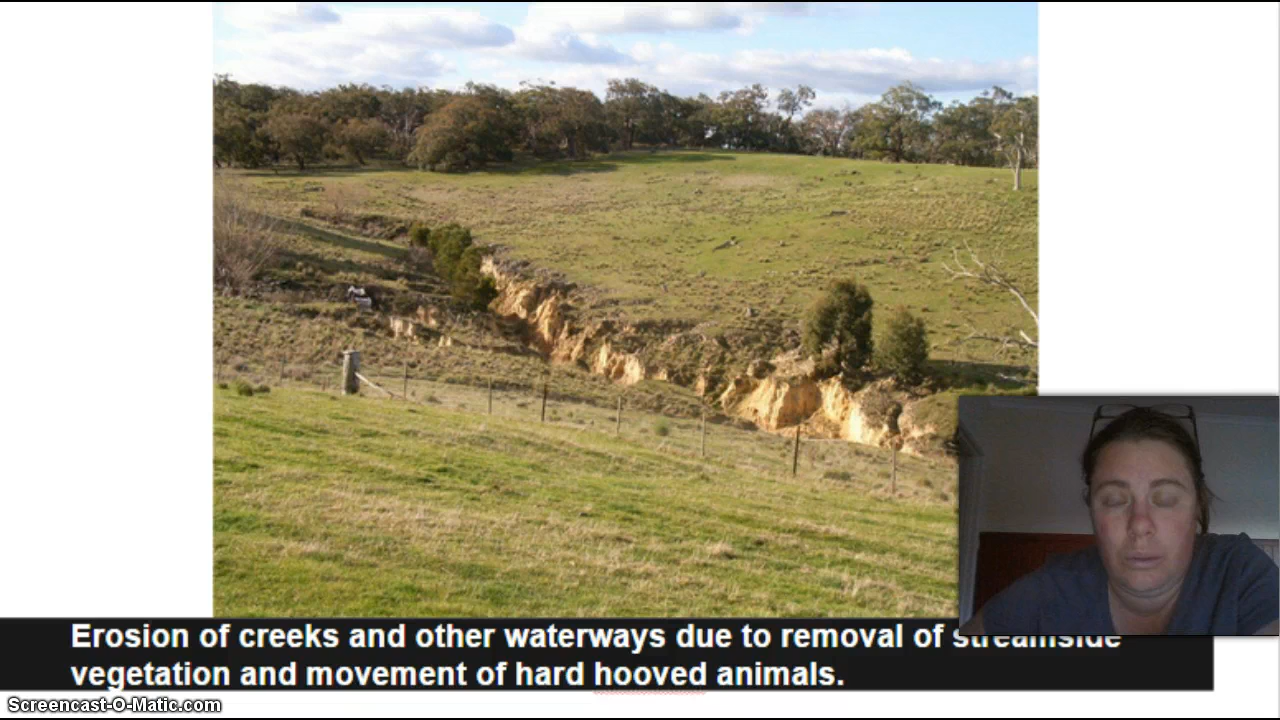 Erosion of creeks and other waterways due to removal of streamside
vegetation and movement of hard hooved animals.
Screencast-O-Matic.com